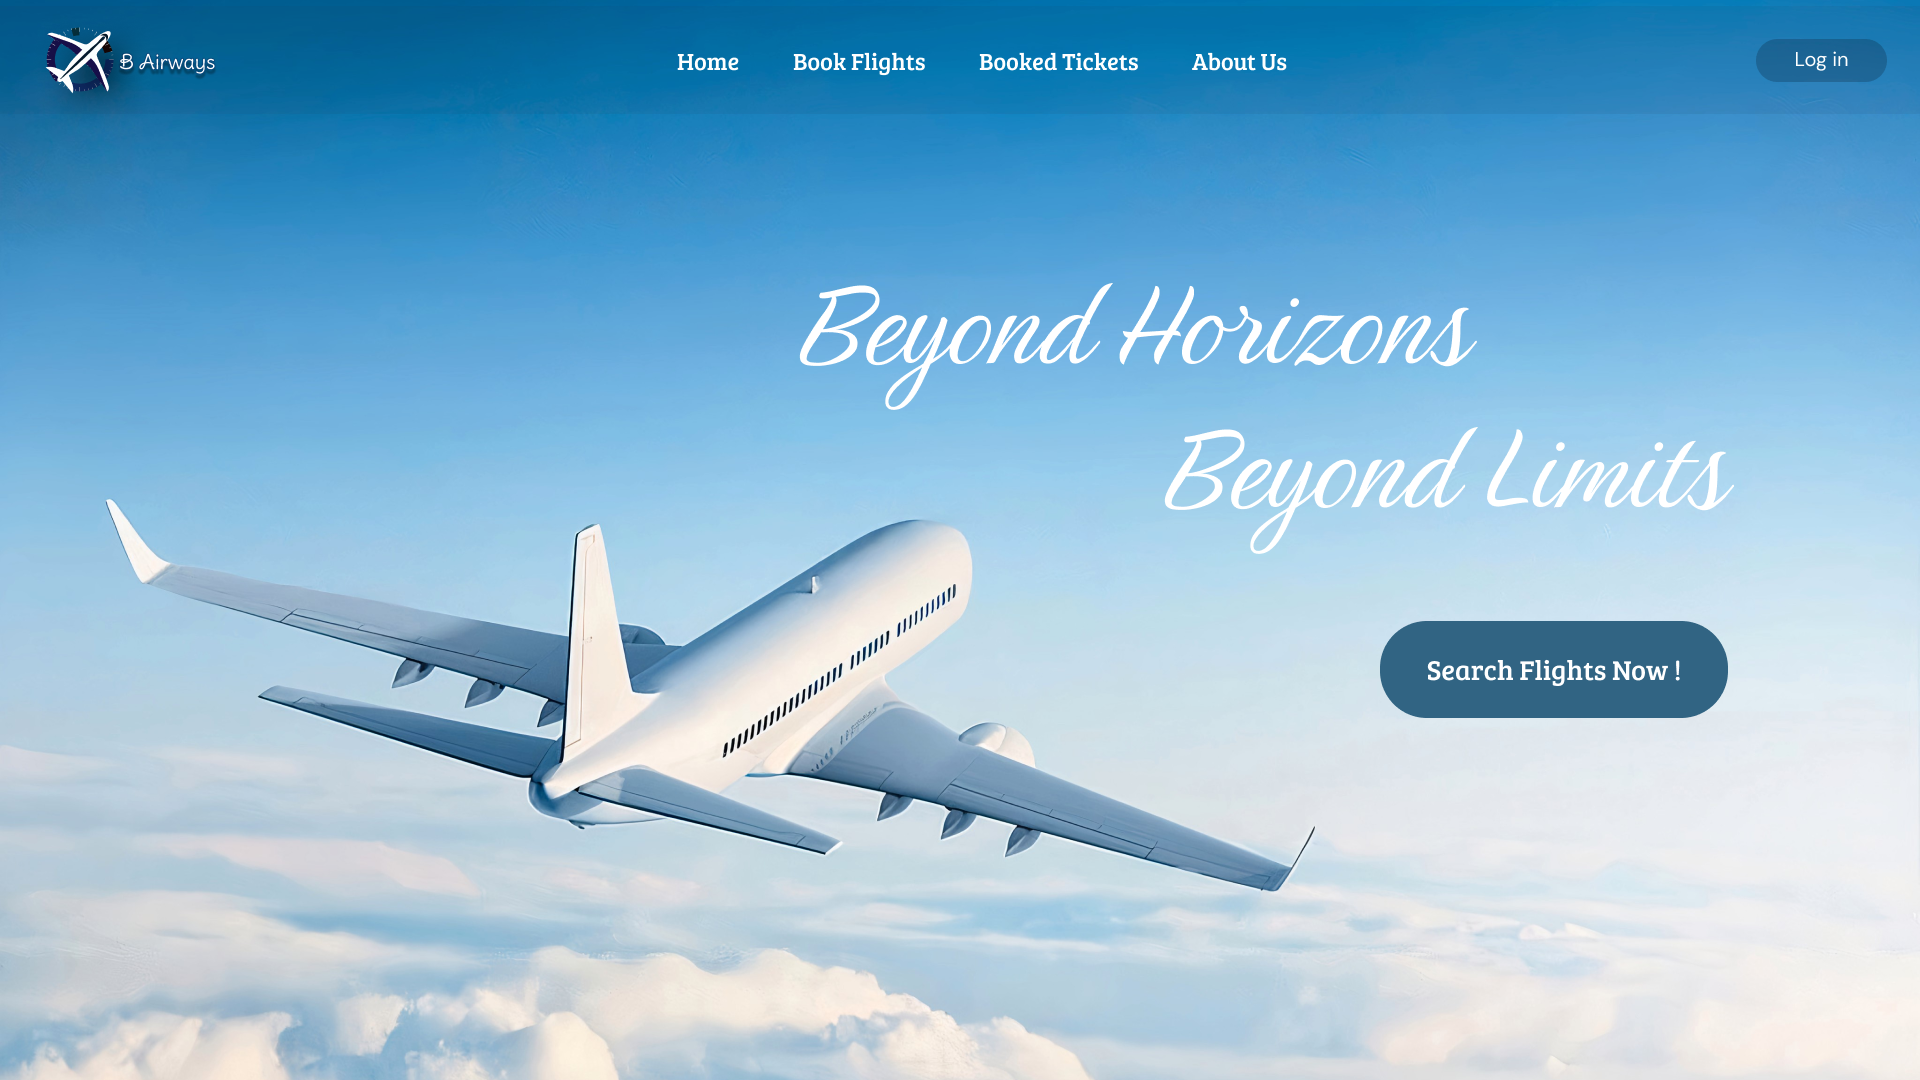 B Airways
Home
Book Flights
Booked Tickets
About Us
Log in
Beyond Horizons
Beyond Limits
Search Flights Now !